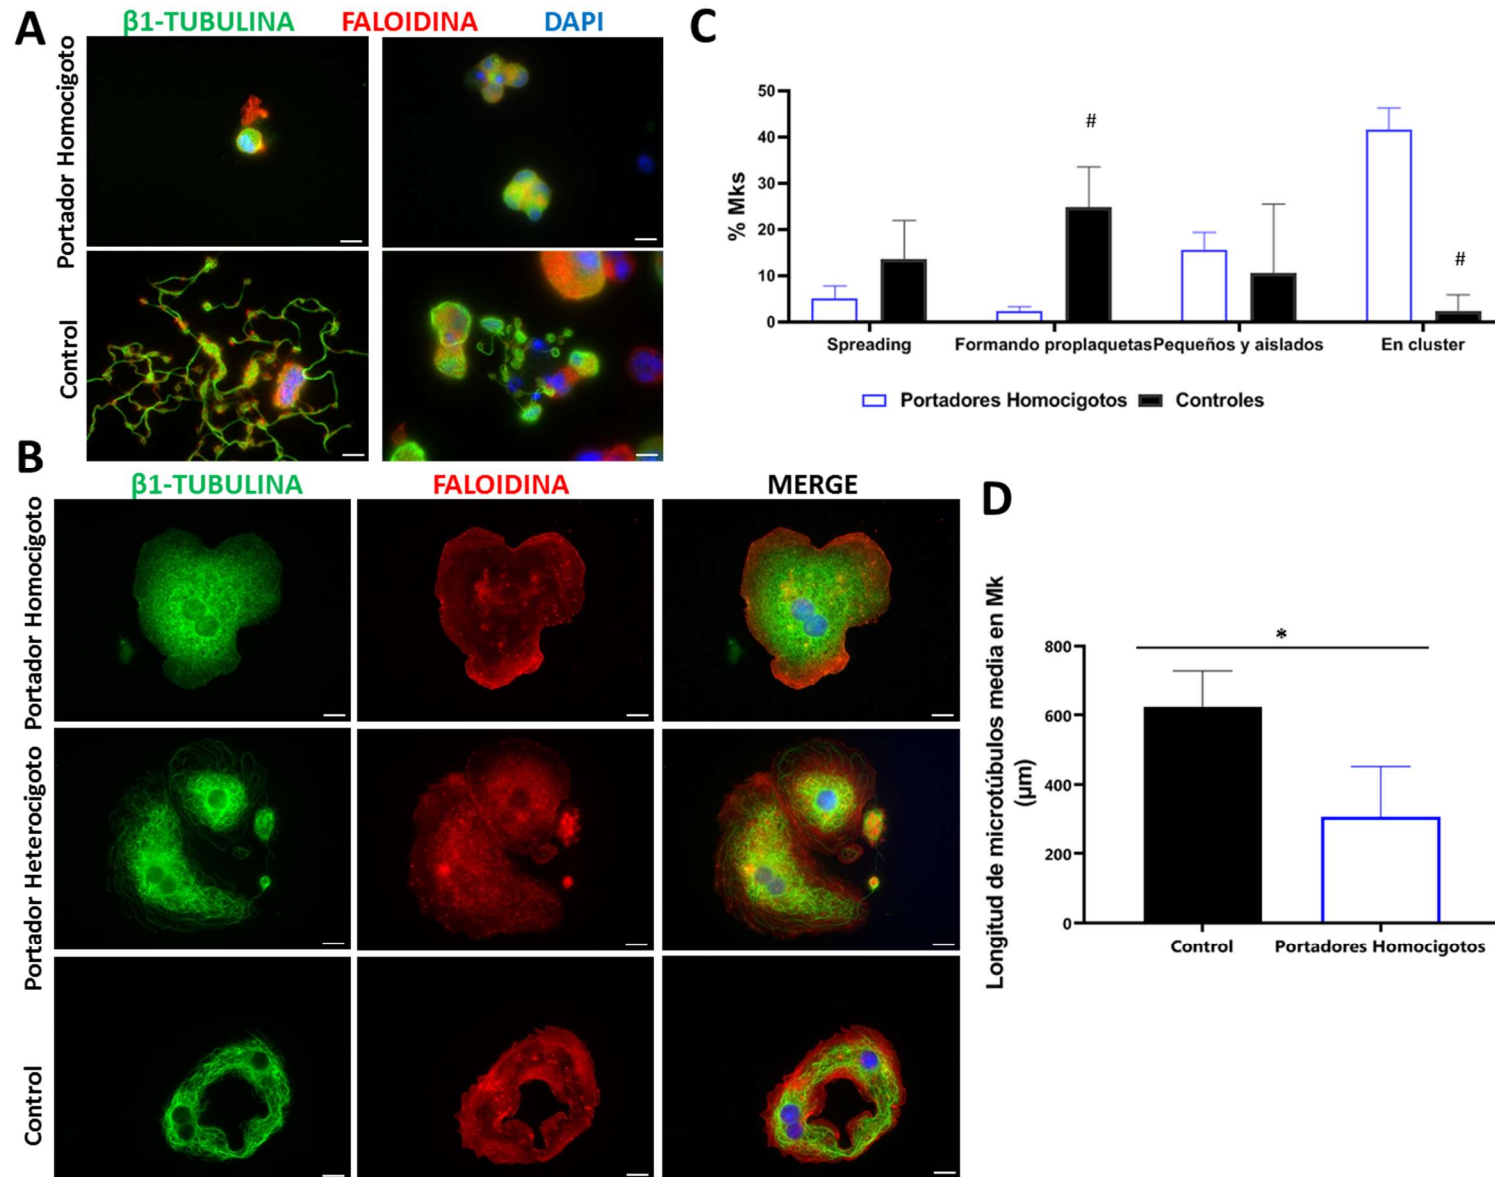 A
β1-TUBULINA FALOIDINA DAPI
Portador Homocigoto
Control
C
% Mks
50
40
30
20
10
0
#
#
Spreading Formando proplaquetas Pequeños y aislados En cluster
Portadores Homocigotos Controles
B
β1-TUBULINA FALOIDINA MERGE
Portador Homocigoto
Portador Heterocigoto
Control
D
Longitud de microtúbulos media en Mk
(μm)
800
600
400
200
0
*
Control Portadores Homocigotos